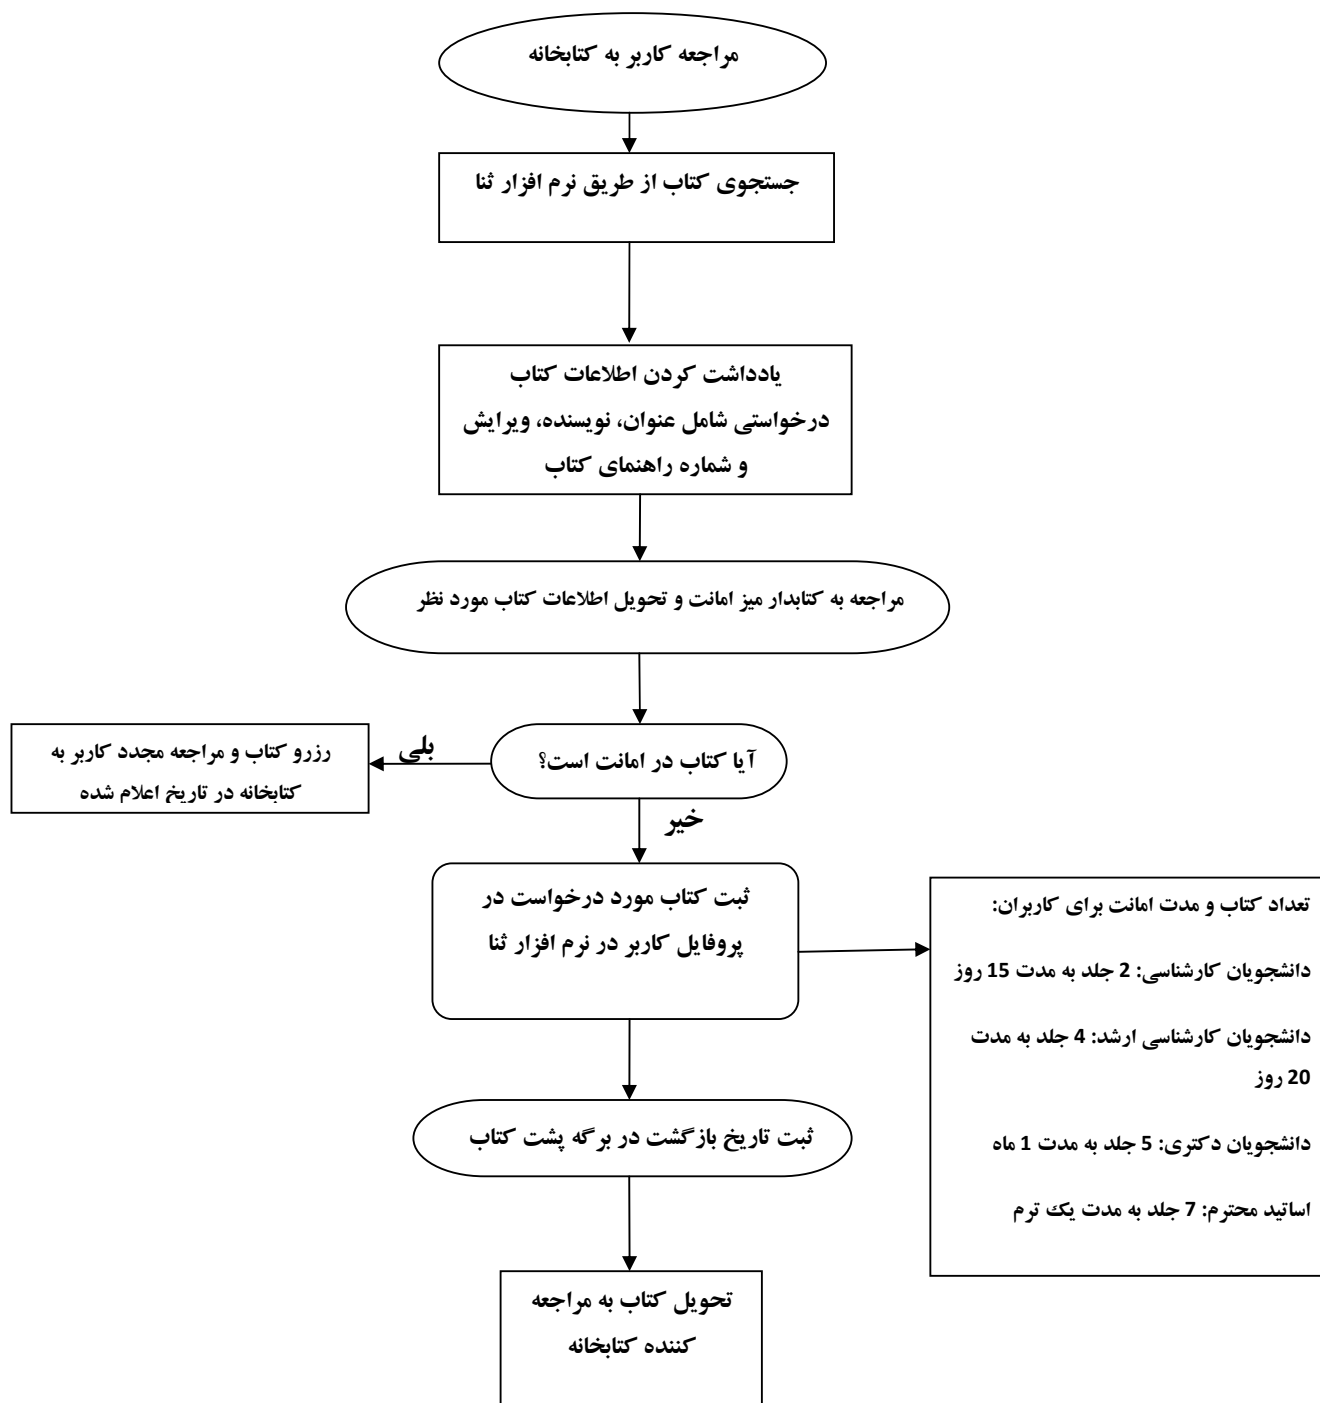 مراجعه کاربر به کتابخانه
جستجوی کتاب از طریق نرم افزار ثنا
یادداشت کردن اطلاعات کتاب
درخواستی شامل عنوان، نویسنده، ویرایش
و شماره راهنمای کتاب
مراجعه به کتابدار میز امانت و تحویل اطلاعات کتاب مورد نظر
آیا کتاب در امانت است؟
بلی
رزرو کتاب و مراجعه مجدد کاربر به
کتابخانه در تاریخ اعلام شده
خیر
ثبت کتاب مورد درخواست در
پروفایل کاربر در نرم افزار ثنا
تعداد کتاب و مدت امانت برای کاربران:
دانشجویان کارشناسی: 2 جلد به مدت 15 روز
دانشجویان کارشناسی ارشد: 4 جلد به مدت
20 روز
دانشجویان دکتری: 5 جلد به مدت 1 ماه
اساتید محترم: 7 جلد به مدت یک ترم
ثبت تاریخ بازگشت در برگه پشت کتاب
تحویل کتاب به مراجعه
کننده کتابخانه